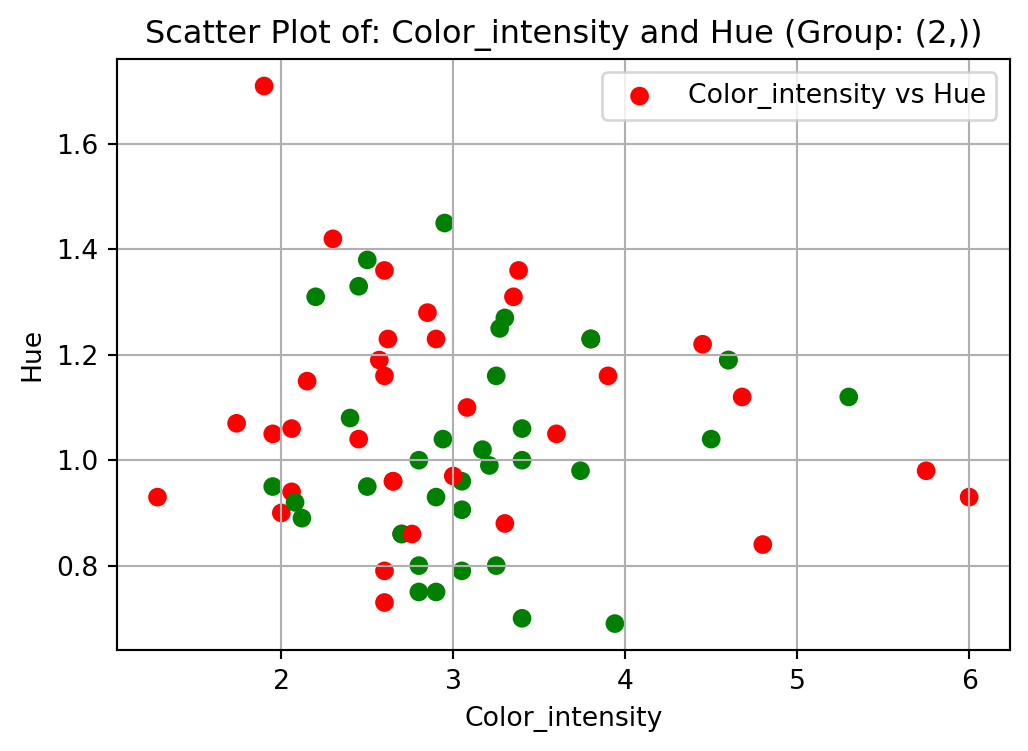 Scatter Plot of: Color_intensity and Hue (Group: (2,))
Color_intensity vs Hue
1.6
1.4
1.2
1.0
0.8
Hue
2 3 4 5 6
Color_intensity